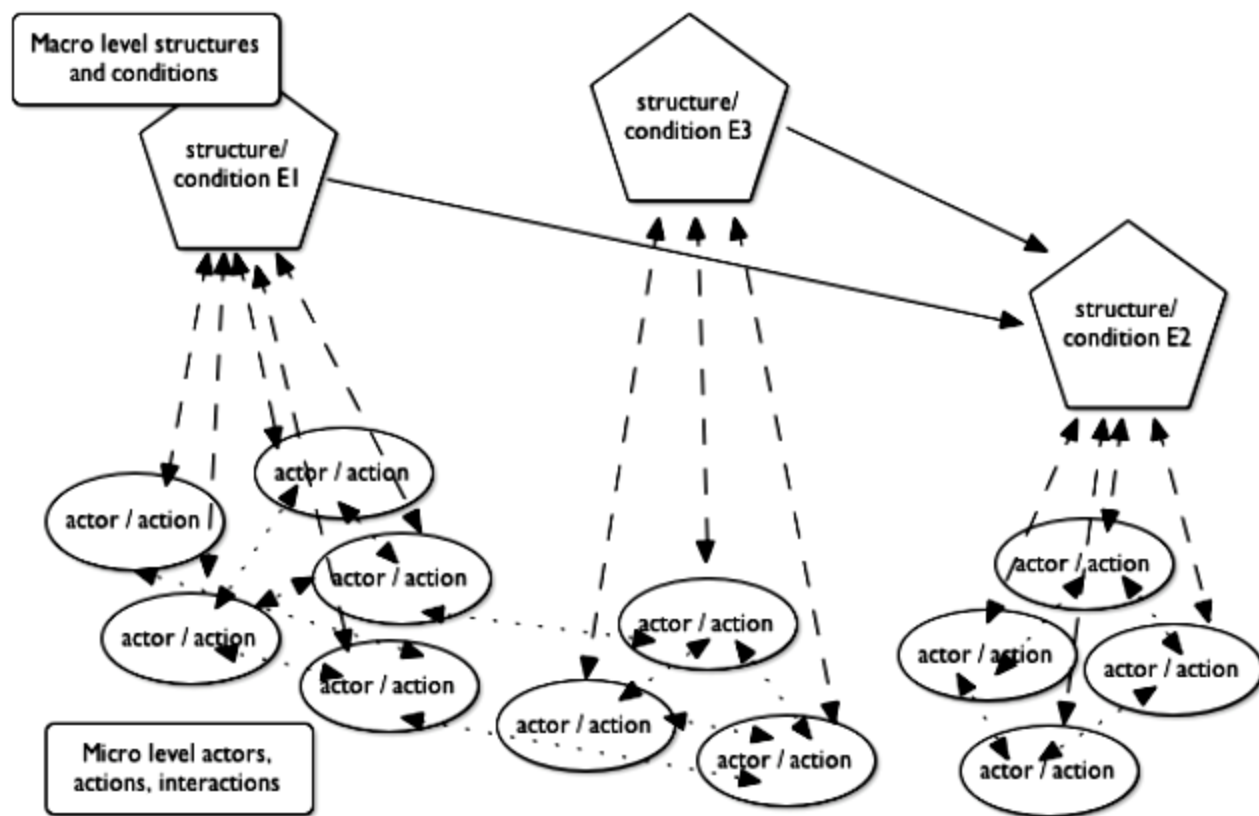 Macro level structures
and conditions
structure/
condition E1
structure/
condition E3
structure/
condition E2
actor / action
actor / action
actor / action
actor / action
actor / action
actor / action
actor / action
actor / action
actor / action
actor / action
actor / action
actor / action
Micro level actors,
actions, interactions